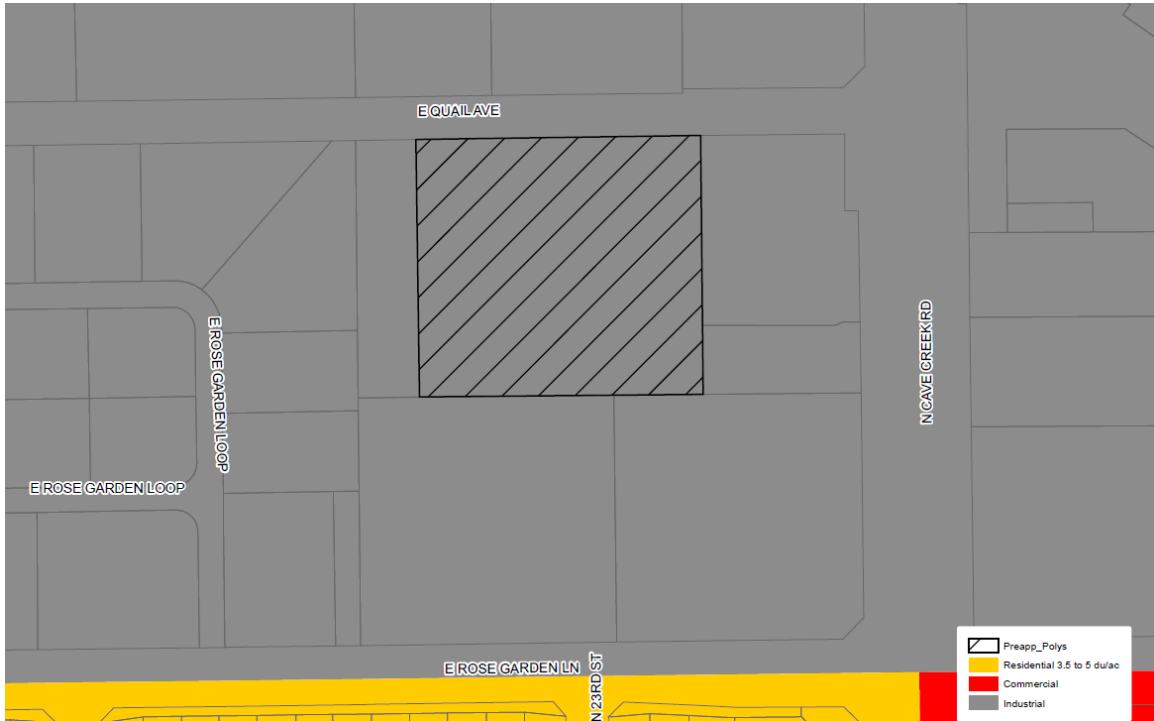 E QUAIL AVE
E ROSE GARDEN LOOP
N CAVE CREEK RD
E ROSE GARDEN LOOP
E ROSE GARDEN LN
N 23RD ST
Preapp_Polys
Residential 3.5 to 5 du/ac
Commercial
Industrial